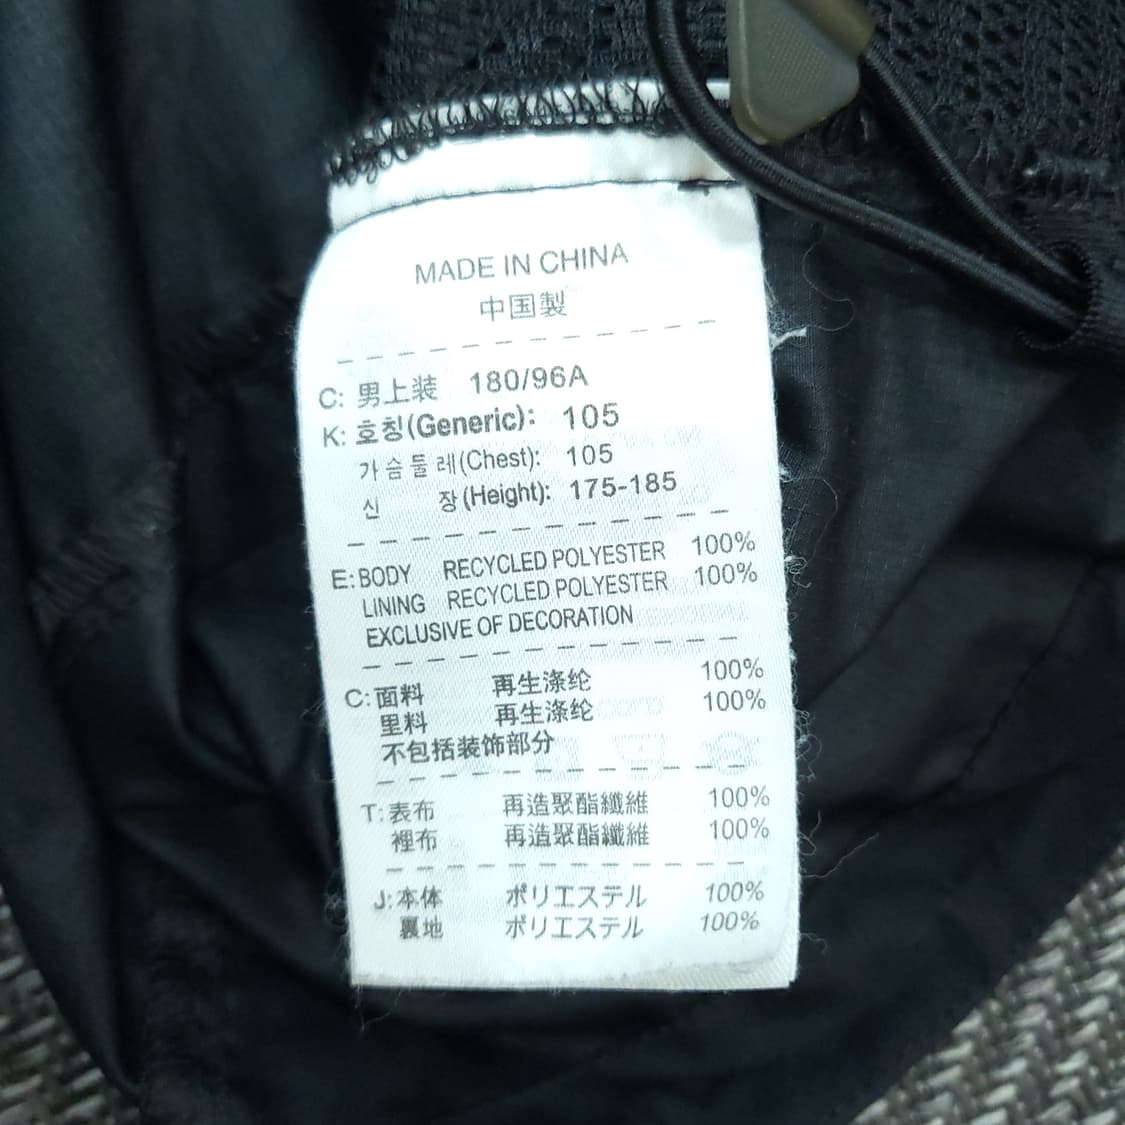 MADE IN CHINA
中国製
C: 男上装 180/96A
K: 호칭(Generic): 105
가슴둘레(Chest): 105
신 장(Height): 175-185
E: BODY RECYCLED POLYESTER 100%
LINING RECYCLED POLYESTER 100%
EXCLUSIVE OF DECORATION
C: 面料 再生涤纶 100%
里料 再生涤纶 100%
不包括装饰部分
T: 表布 再造聚酯纖維 100%
裡布 再造聚酯纖維 100%
J: 本体 ポリエステル 100%
裏地 ポリエステル 100%